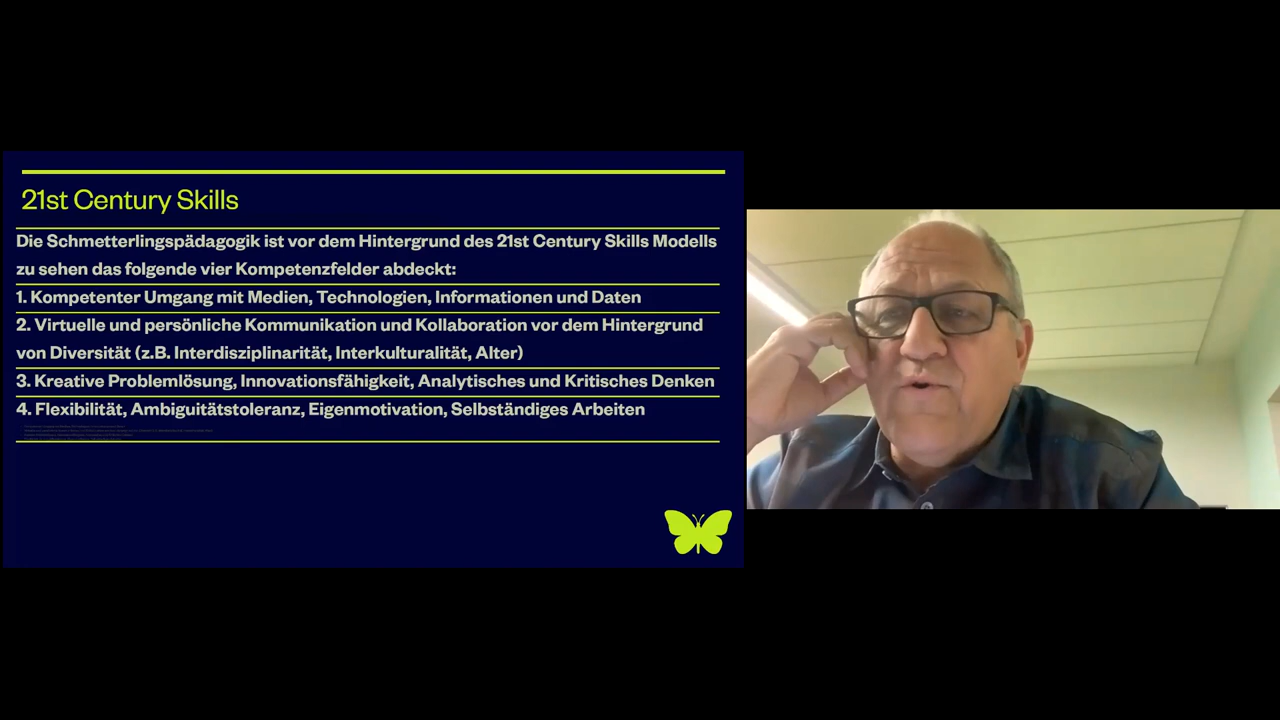 21st Century Skills
Die Schmetterlingspädagogik ist vor dem Hintergrund des 21st Century Skills Modells
zu sehen das folgende vier Kompetenzfelder abdeckt:
1. Kompetenter Umgang mit Medien, Technologien, Informationen und Daten
2. Virtuelle und persönliche Kommunikation und Kollaboration vor dem Hintergrund
von Diversität (z.B. Interdisziplinarität, Interkulturalität, Alter)
3. Kreative Problemlösung, Innovationsfähigkeit, Analytisches und Kritisches Denken
4. Flexibilität, Ambiguitätstoleranz, Eigenmotivation, Selbständiges Arbeiten